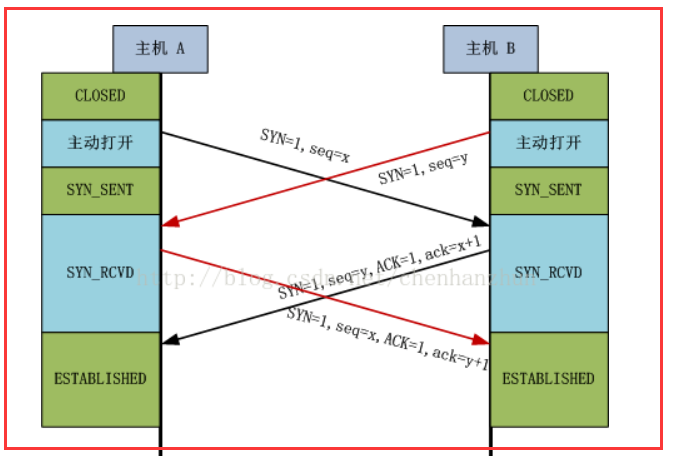 主机 A
主机 B
CLOSED
CLOSED
主动打开
SYN=1, seq=x
SYN=1, seq=y
主动打开
SYN_SENT
SYN_SENT
SYN_RCVD
SYN=1, seq=y, ACK=1, ack=x+1
SYN_RCVD
http://blog.csdn.net/chenhanzhun
SYN=1, seq=x, ACK=1, ack=y+1
ESTABLISHED
ESTABLISHED